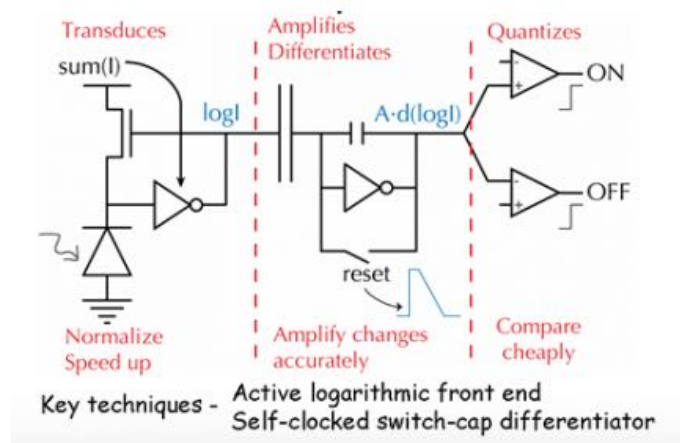 Transduces
Amplifies
Differentiates
Quantizes
sum(I)
logI
A·d(logI)
-
+
ON
-
+
OFF
reset
Normalize
Speed up
Amplify changes
accurately
Compare
cheaply
Key techniques - Active logarithmic front end
Self-clocked switch-cap differentiator